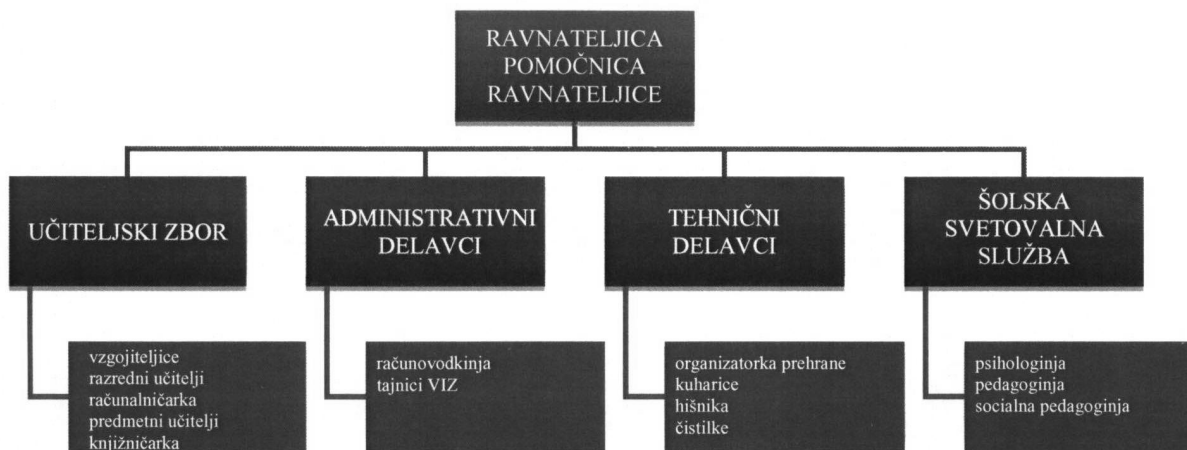 RAVNATELJICA
POMOČNICA
RAVNATELJICE
UČITELJSKI ZBOR
ADMINISTRATIVNI
DELAVCI
TEHNIČNI
DELAVCI
ŠOLSKA
SVETOVALNA
SLUŽBA
vzgojiteljice
razredni učitelji
računalničarka
predmetni učitelji
knjižničarka
računovodkinja
tajnici VIZ
organizatorka prehrane
kuharice
hišnika
čistilke
psihologinja
pedagoginja
socialna pedagoginja